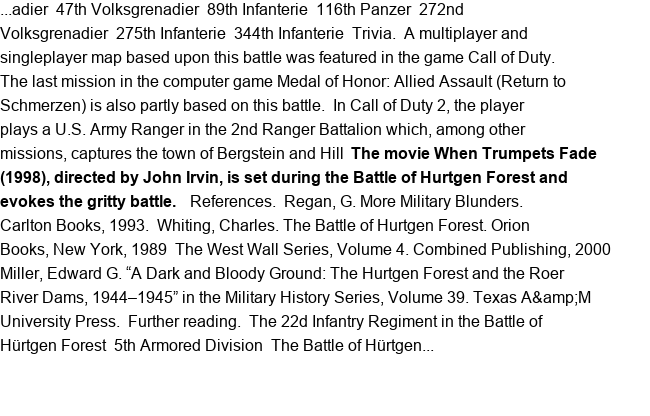 ...adier  47th Volksgrenadier  89th Infanterie  116th Panzer  272nd
Volksgrenadier  275th Infanterie  344th Infanterie  Trivia.  A multiplayer and
singleplayer map based upon this battle was featured in the game Call of Duty.
The last mission in the computer game Medal of Honor: Allied Assault (Return to
Schmerzen) is also partly based on this battle.  In Call of Duty 2, the player
plays a U.S. Army Ranger in the 2nd Ranger Battalion which, among other
missions, captures the town of Bergstein and Hill  The movie When Trumpets Fade
(1998), directed by John Irvin, is set during the Battle of Hurtgen Forest and
evokes the gritty battle.   References.  Regan, G. More Military Blunders.
Carlton Books, 1993.  Whiting, Charles. The Battle of Hurtgen Forest. Orion
Books, New York, 1989  The West Wall Series, Volume 4. Combined Publishing, 2000
Miller, Edward G. “A Dark and Bloody Ground: The Hurtgen Forest and the Roer
River Dams, 1944–1945” in the Military History Series, Volume 39. Texas A&amp;M
University Press.  Further reading.  The 22d Infantry Regiment in the Battle of
Hürtgen Forest  5th Armored Division  The Battle of Hürtgen...